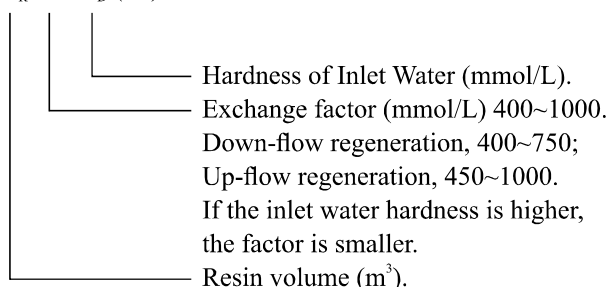 Hardness of Inlet Water (mmol/L).
Exchange factor (mmol/L) 400~1000.
Down-flow regeneration, 400~750;
Up-flow regeneration, 450~1000.
If the inlet water hardness is higher,
the factor is smaller.
Resin volume (m³).